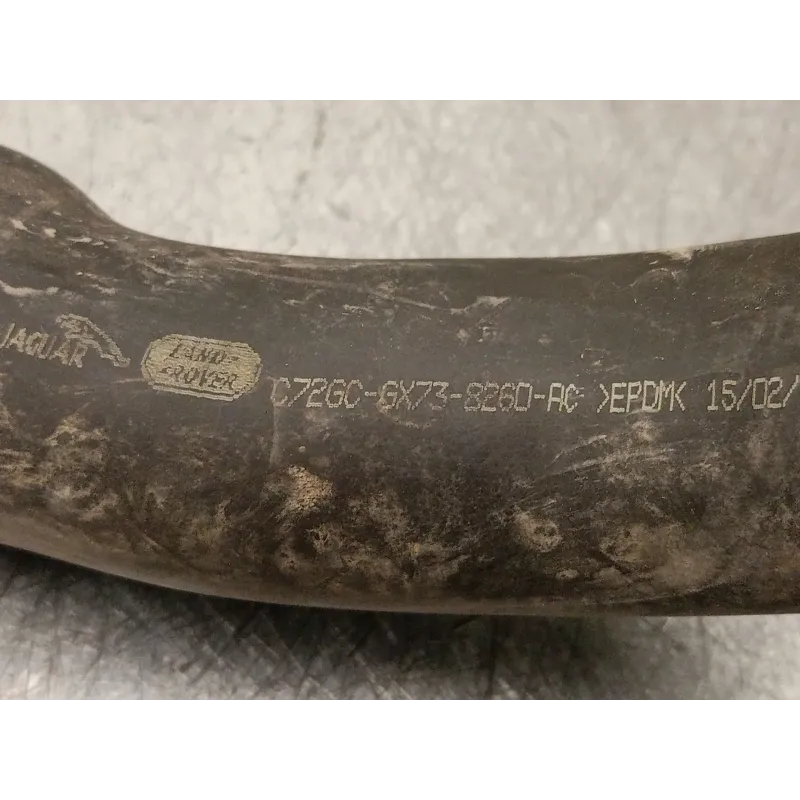 JAGUAR
LAND-
-ROVER
C72GC-GX73-8260-AC >EPDM< 15/02/